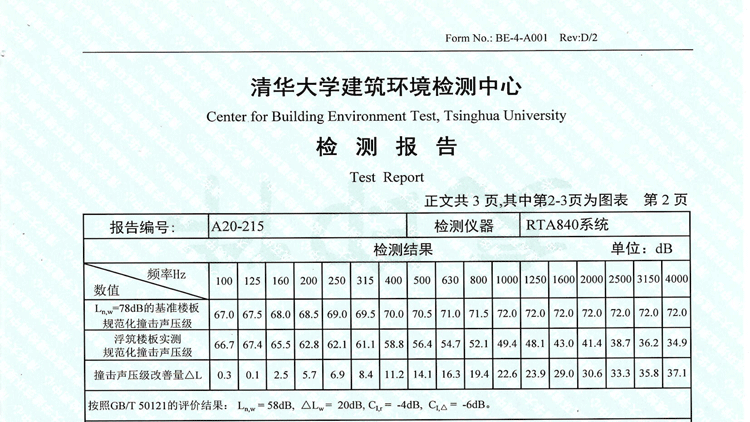 Form No.: BE-4-A001 Rev:D/2
清华大学建筑环境检测中心
Center for Building Environment Test, Tsinghua University
检 测 报 告
Test Report
正文共 3 页,其中第2-3页为图表 第 2 页
报告编号: A20-215 检测仪器 RTA840系统
检测结果 单位: dB
频率Hz 数值 100 125 160 200 250 315 400 500 630 800 1000 1250 1600 2000 2500 3150 4000
Ln,w=78dB的基准楼板
规范化撞击声压级 67.0 67.5 68.0 68.5 69.0 69.5 70.0 70.5 71.0 71.5 72.0 72.0 72.0 72.0 72.0 72.0 72.0
浮筑楼板实测
规范化撞击声压级 66.7 67.4 65.5 62.8 62.1 61.1 58.8 56.4 54.7 52.1 49.4 48.1 43.0 41.4 38.7 36.2 34.9
撞击声压级改善量△L 0.3 0.1 2.5 5.7 6.9 8.4 11.2 14.1 16.3 19.4 22.6 23.9 29.0 30.6 33.3 35.8 37.1
按照GB/T 50121的评价结果: Ln,w = 58dB, △Lw = 20dB, CI,r = -4dB, CI,△ = -6dB。